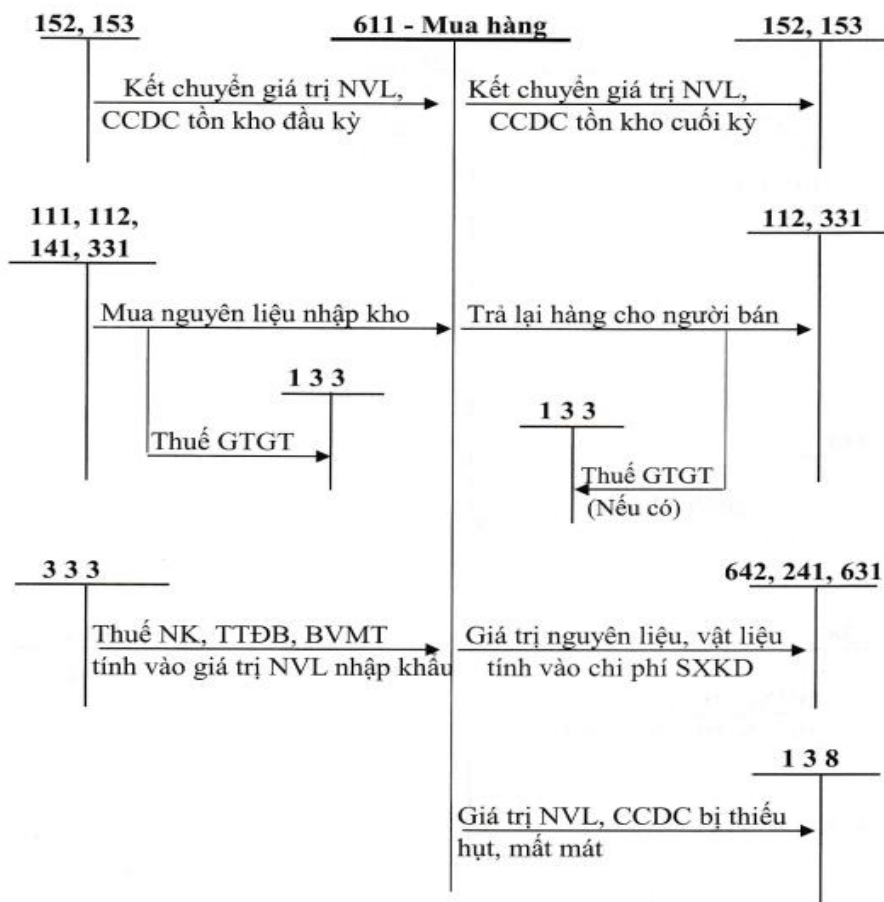 152, 153
611 - Mua hàng
152, 153
Kết chuyển giá trị NVL,
CCDC tồn kho đầu kỳ
Kết chuyển giá trị NVL,
CCDC tồn kho cuối kỳ
111, 112,
141, 331
112, 331
Mua nguyên liệu nhập kho
Trả lại hàng cho người bán
1 3 3
1 3 3
Thuế GTGT
Thuế GTGT
(Nếu có)
3 3 3
642, 241, 631
Thuế NK, TTĐB, BVMT
tính vào giá trị NVL nhập khẩu
Giá trị nguyên liệu, vật liệu
tính vào chi phí SXKD
1 3 8
Giá trị NVL, CCDC bị thiếu
hụt, mất mát